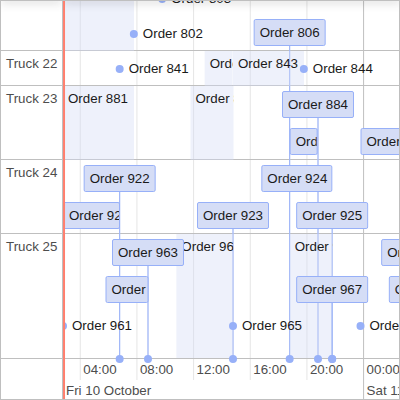 Order 802
Order 806
Truck 22
Order 841
Ord
Order 843
Order 844
Truck 23
Order 881
Order
Order 884
Ord
Order
Truck 24
Order 922
Order 924
Order 92
Order 923
Order 925
Truck 25
Order 963
Order 96
Order
Order
Order 967
Order 961
Order 965
Orde
04:00
08:00
12:00
16:00
20:00
00:00
Fri 10 October
Sat 11